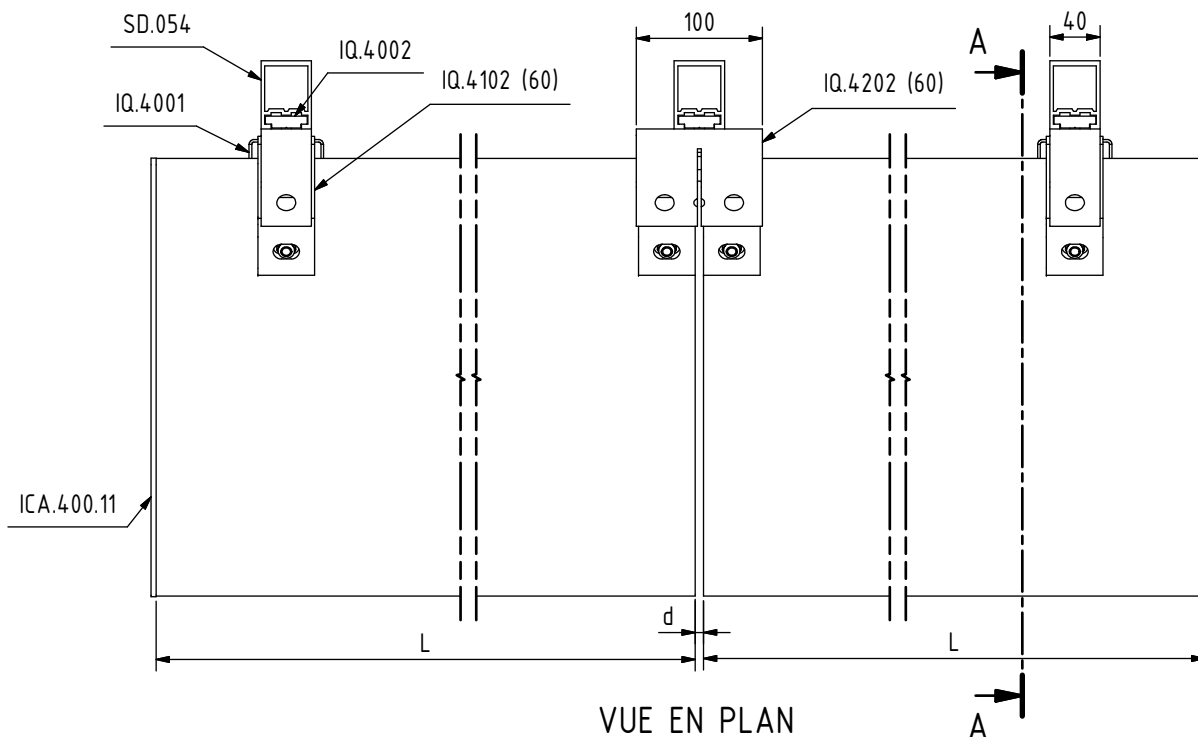 SD.054
100
40
A
IQ.4002
IQ.4102 (60)
IQ.4202 (60)
IQ.4001
ICA.400.11
d
L
L
A
VUE EN PLAN